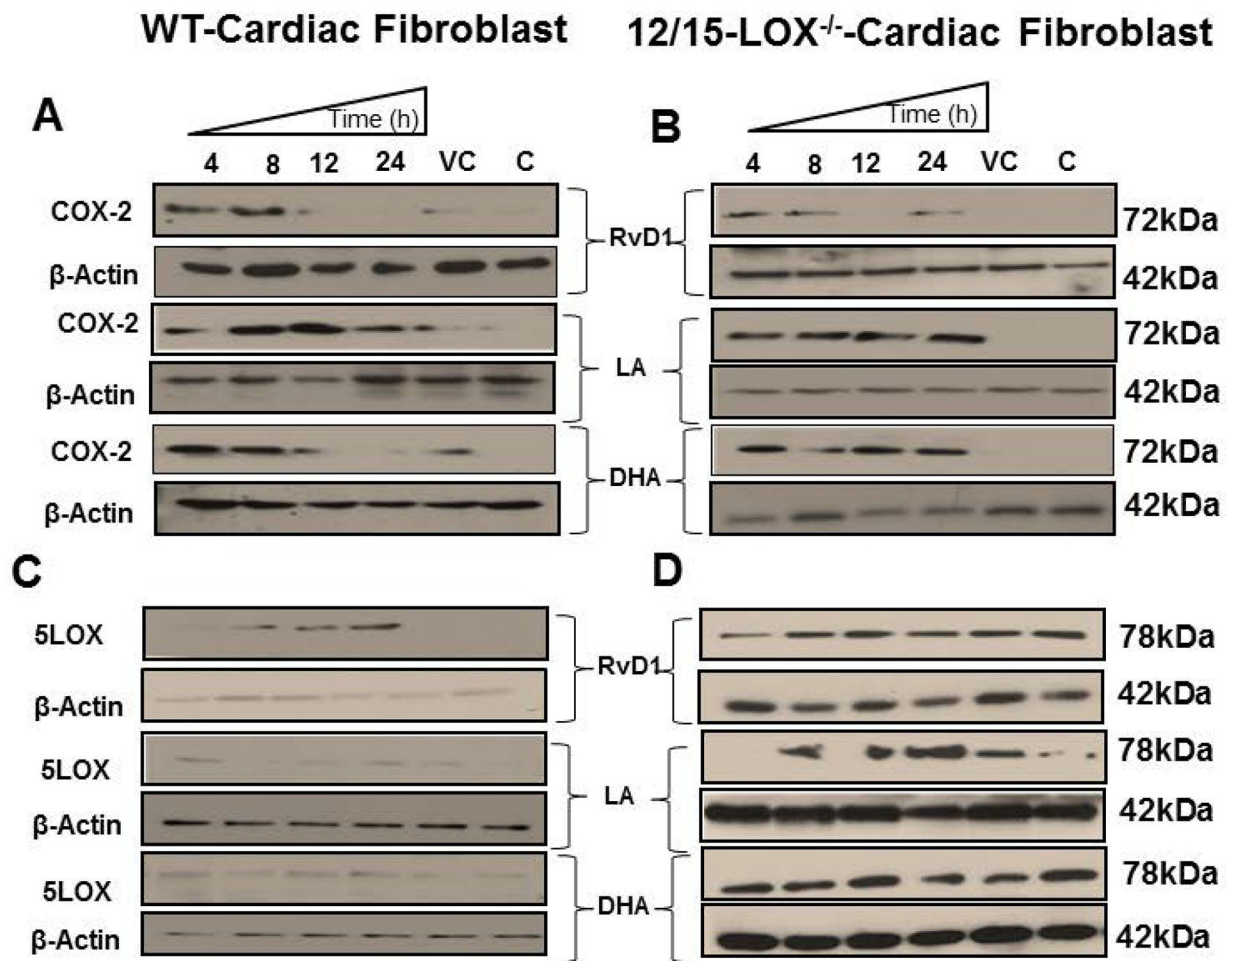 WT-Cardiac Fibroblast
12/15-LOX-/--Cardiac Fibroblast
A
Time (h)
4 8 12 24 VC C
B
Time (h)
4 8 12 24 VC C
COX-2
RvD1
72kDa
β-Actin
42kDa
COX-2
LA
72kDa
β-Actin
42kDa
COX-2
DHA
72kDa
β-Actin
42kDa
C
D
5LOX
RvD1
78kDa
β-Actin
42kDa
5LOX
LA
78kDa
β-Actin
42kDa
5LOX
DHA
78kDa
β-Actin
42kDa